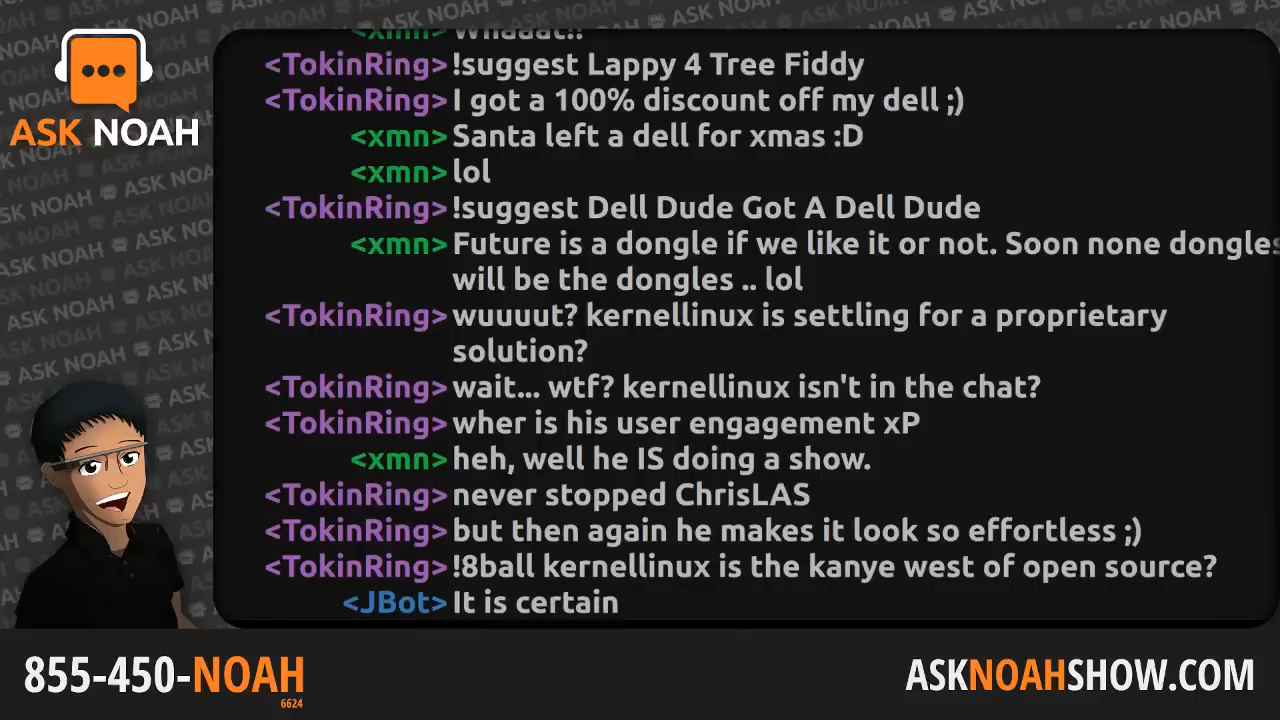 <xmn> Whaaat!!
<TokinRing> !suggest Lappy 4 Tree Fiddy
<TokinRing> I got a 100% discount off my dell ;)
<xmn> Santa left a dell for xmas :D
<xmn> lol
<TokinRing> !suggest Dell Dude Got A Dell Dude
<xmn> Future is a dongle if we like it or not. Soon none dongles
will be the dongles .. lol
<TokinRing> wuuuut? kernellinux is settling for a proprietary
solution?
<TokinRing> wait... wtf? kernellinux isn't in the chat?
<TokinRing> wher is his user engagement xP
<xmn> heh, well he IS doing a show.
<TokinRing> never stopped ChrisLAS
<TokinRing> but then again he makes it look so effortless ;)
<TokinRing> !8ball kernellinux is the kanye west of open source?
<JBot> It is certain
ASK NOAH
855-450-NOAH
6624
ASKNOAHSHOW.COM